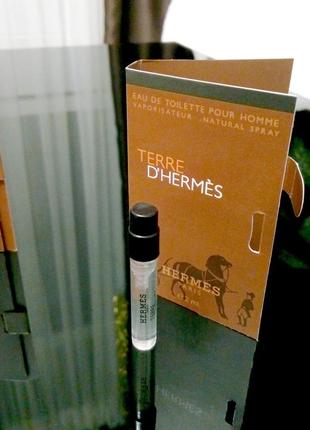 EAU DE TOILETTE POUR HOMME
VAPORISATEUR . NATURAL SPRAY
TERRE
D'HERMÈS
HERMÈS
PARIS
HERMÈS